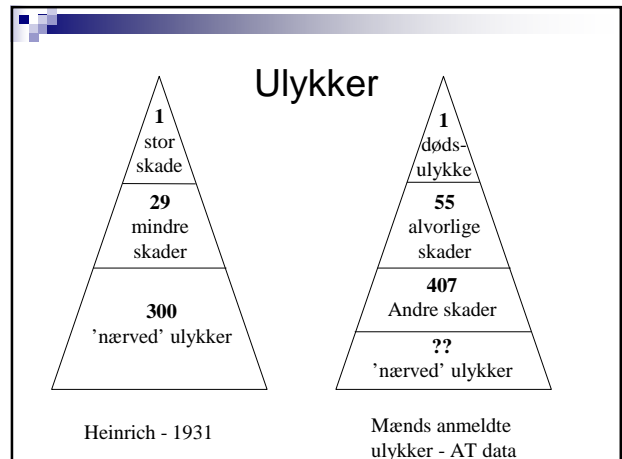 Ulykker
1
stor
skade
29
mindre
skader
300
'nærved' ulykker
Heinrich - 1931
1
døds-
ulykke
55
alvorlige
skader
407
Andre skader
??
'nærved' ulykker
Mænds anmeldte
ulykker - AT data